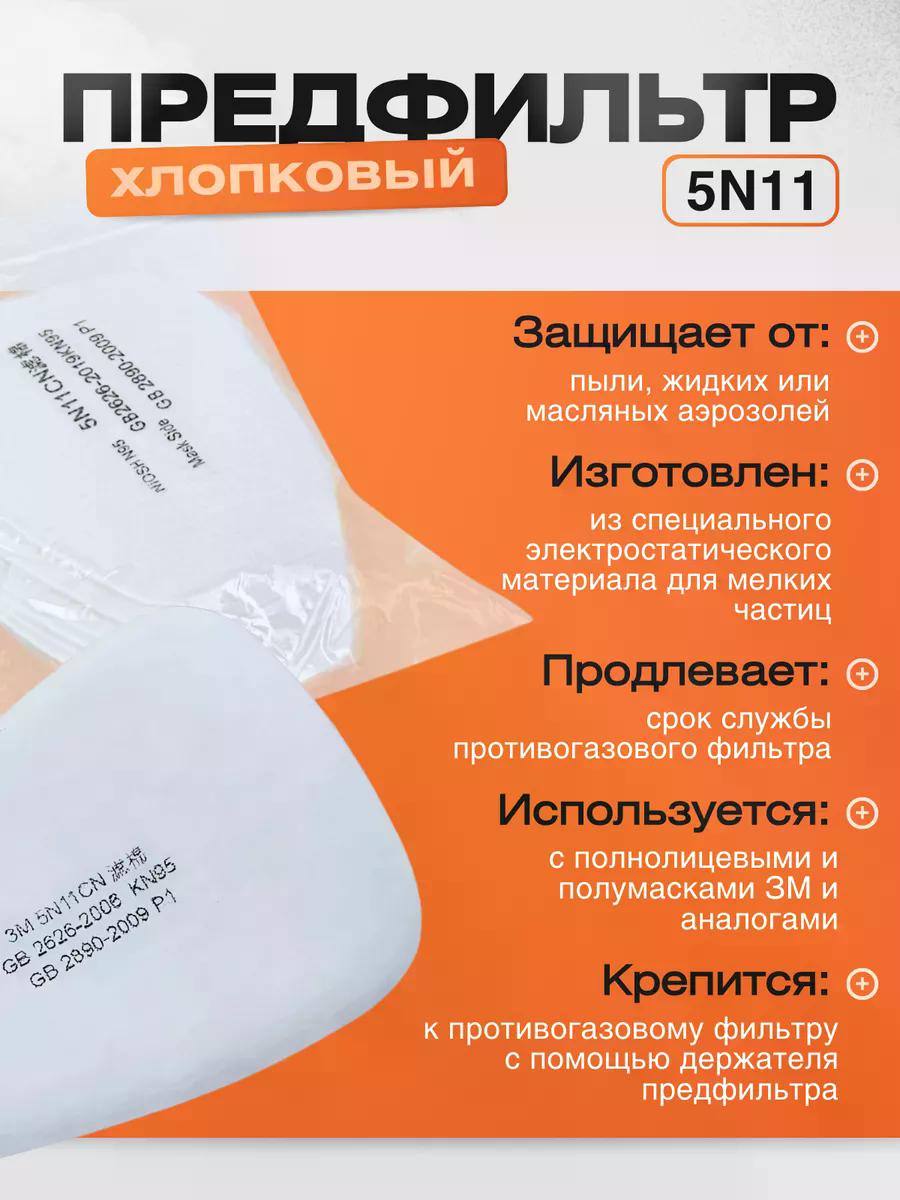 ПРЕДФИЛЬТР
ХЛОПКОВЫЙ
5N11
Защищает от:
пыли, жидких или
масляных аэрозолей
Изготовлен:
из специального
электростатического
материала для мелких
частиц
Продлевает:
срок службы
противогазового фильтра
Используется:
с полнолицевыми и
полумасками 3М и
аналогами
Крепится:
к противогазовому фильтру
с помощью держателя
предфильтра
5N11CN滤棉
GB2626-2019KN95
GB 2890-2009 P1
NIOSH N95
Mask Side
3M 5N11CN 滤棉
GB 2626-2006 KN95
GB 2890-2009 P1